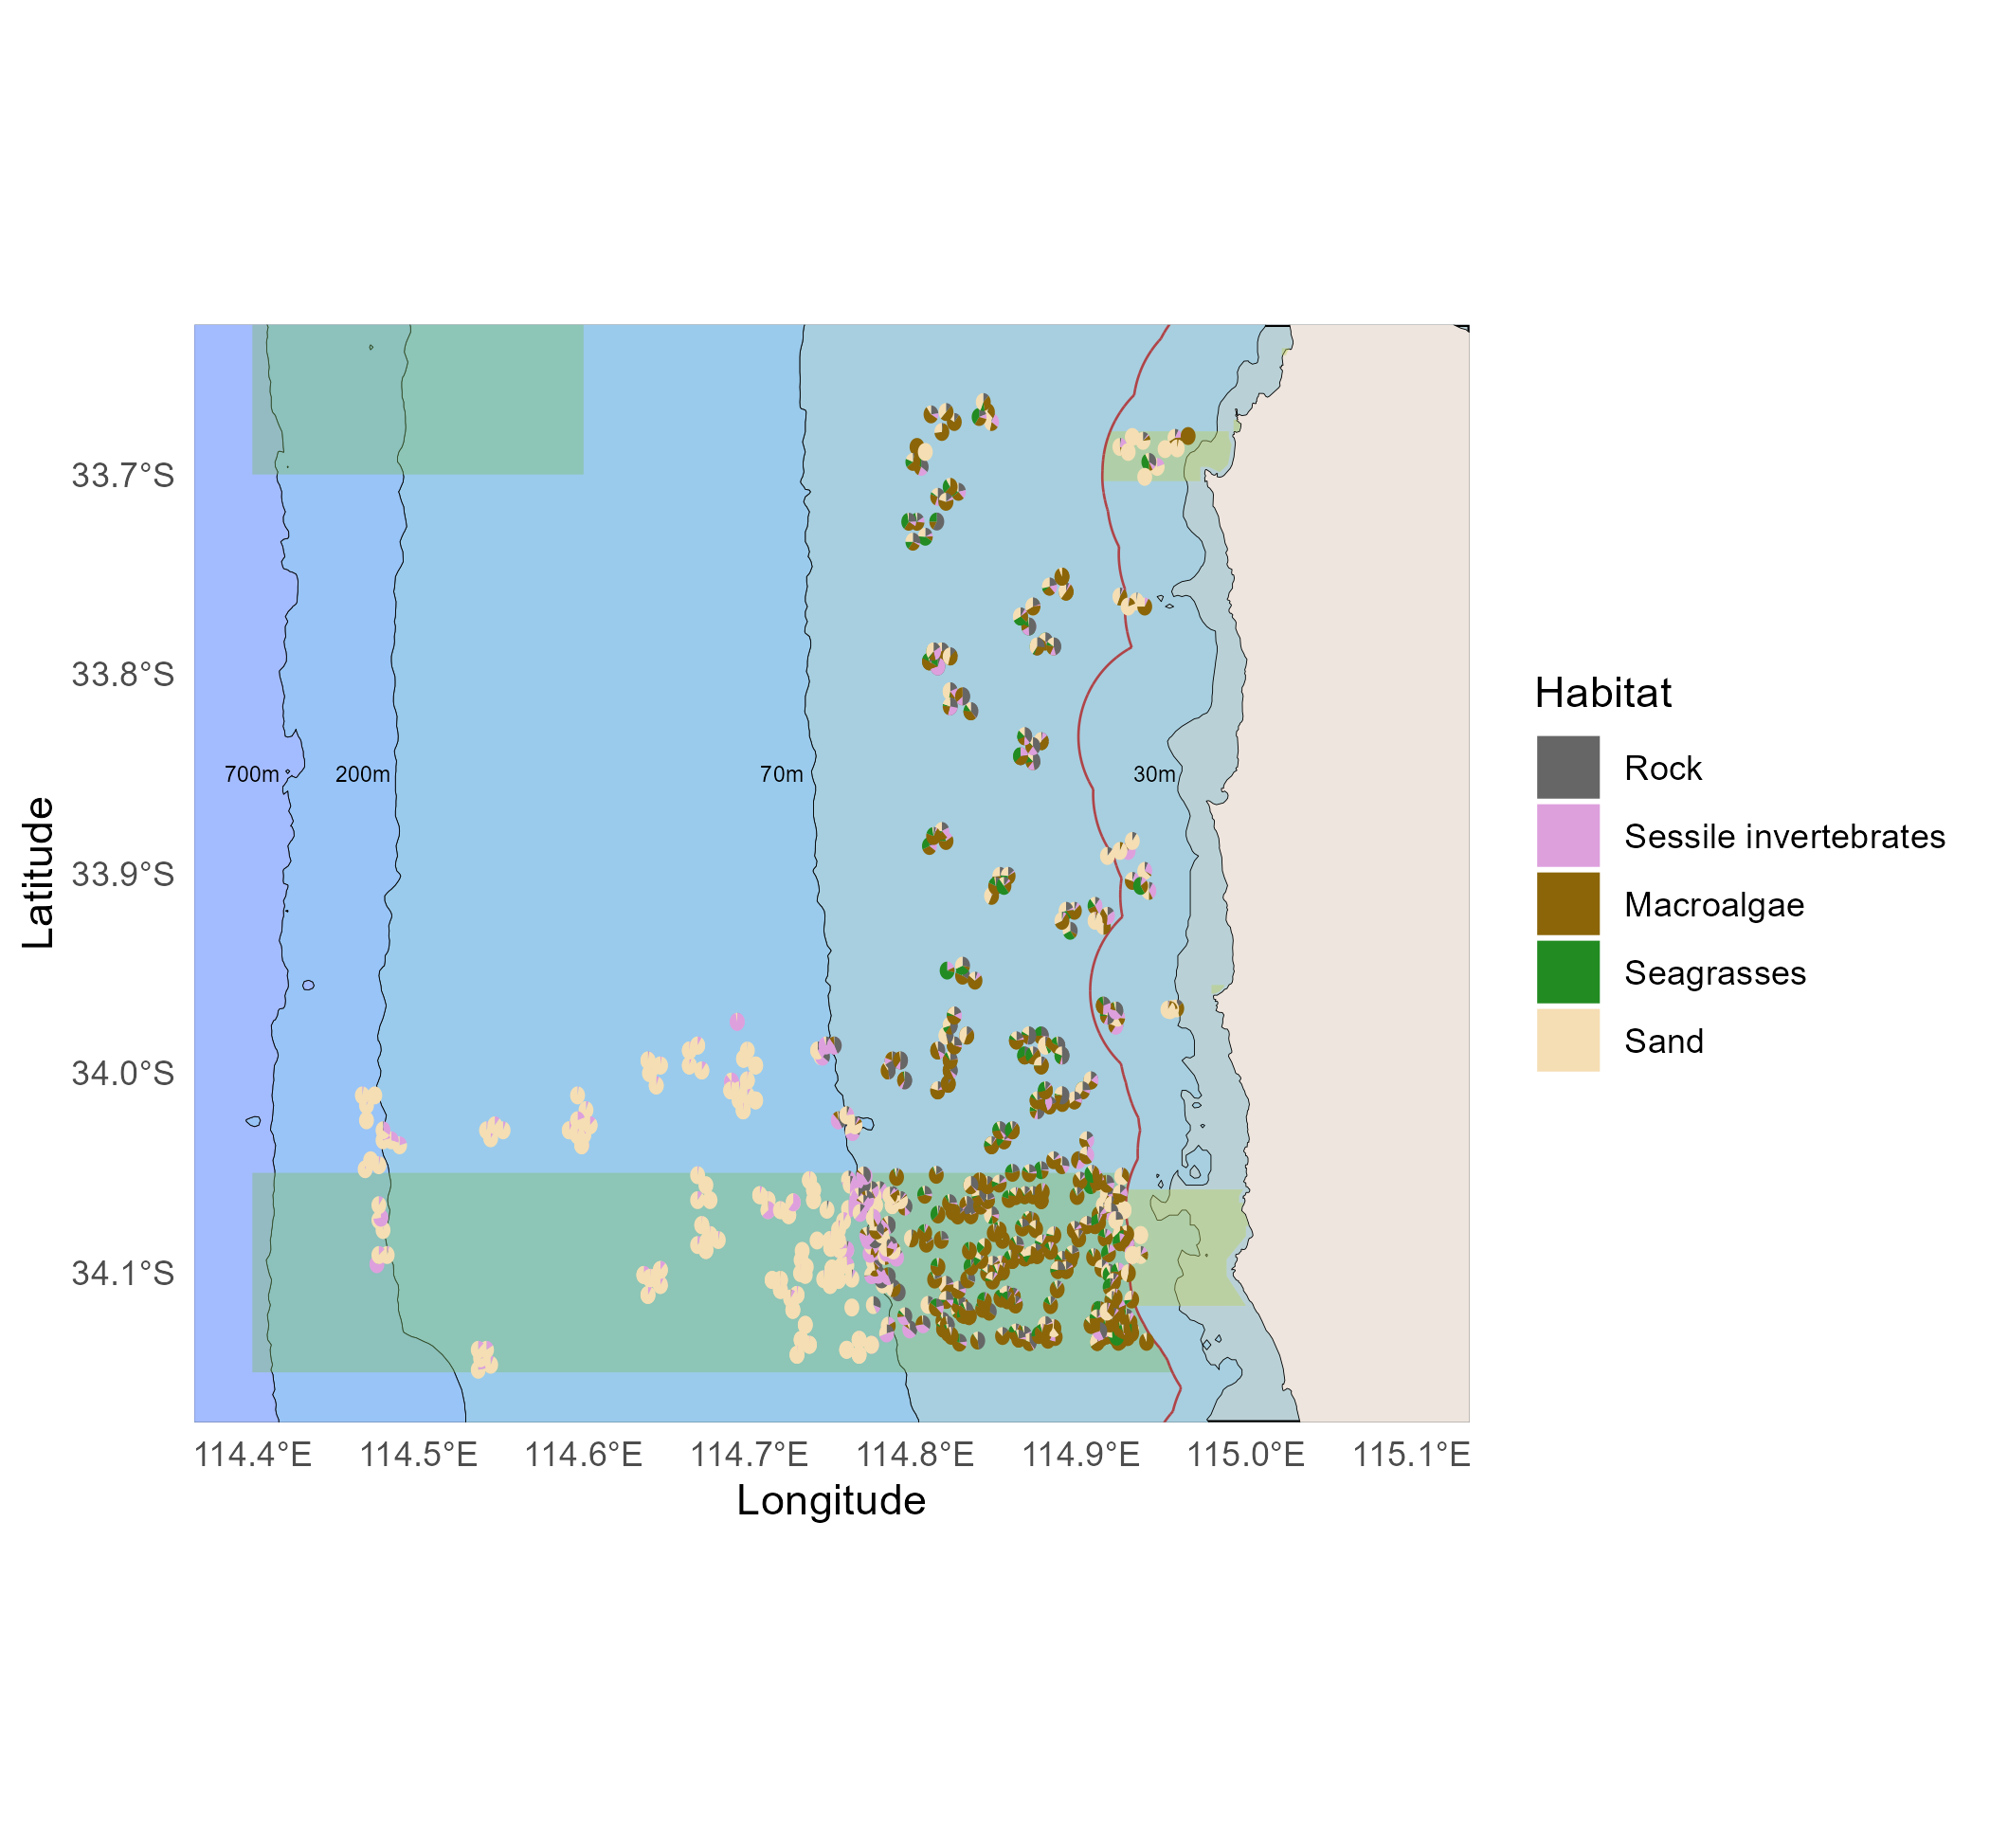 33.7°S
33.8°S
33.9°S
34.0°S
34.1°S
Latitude
700m
200m
70m
30m
114.4°E
114.5°E
114.6°E
114.7°E
114.8°E
114.9°E
115.0°E
115.1°E
Longitude
Habitat
Rock
Sessile invertebrates
Macroalgae
Seagrasses
Sand